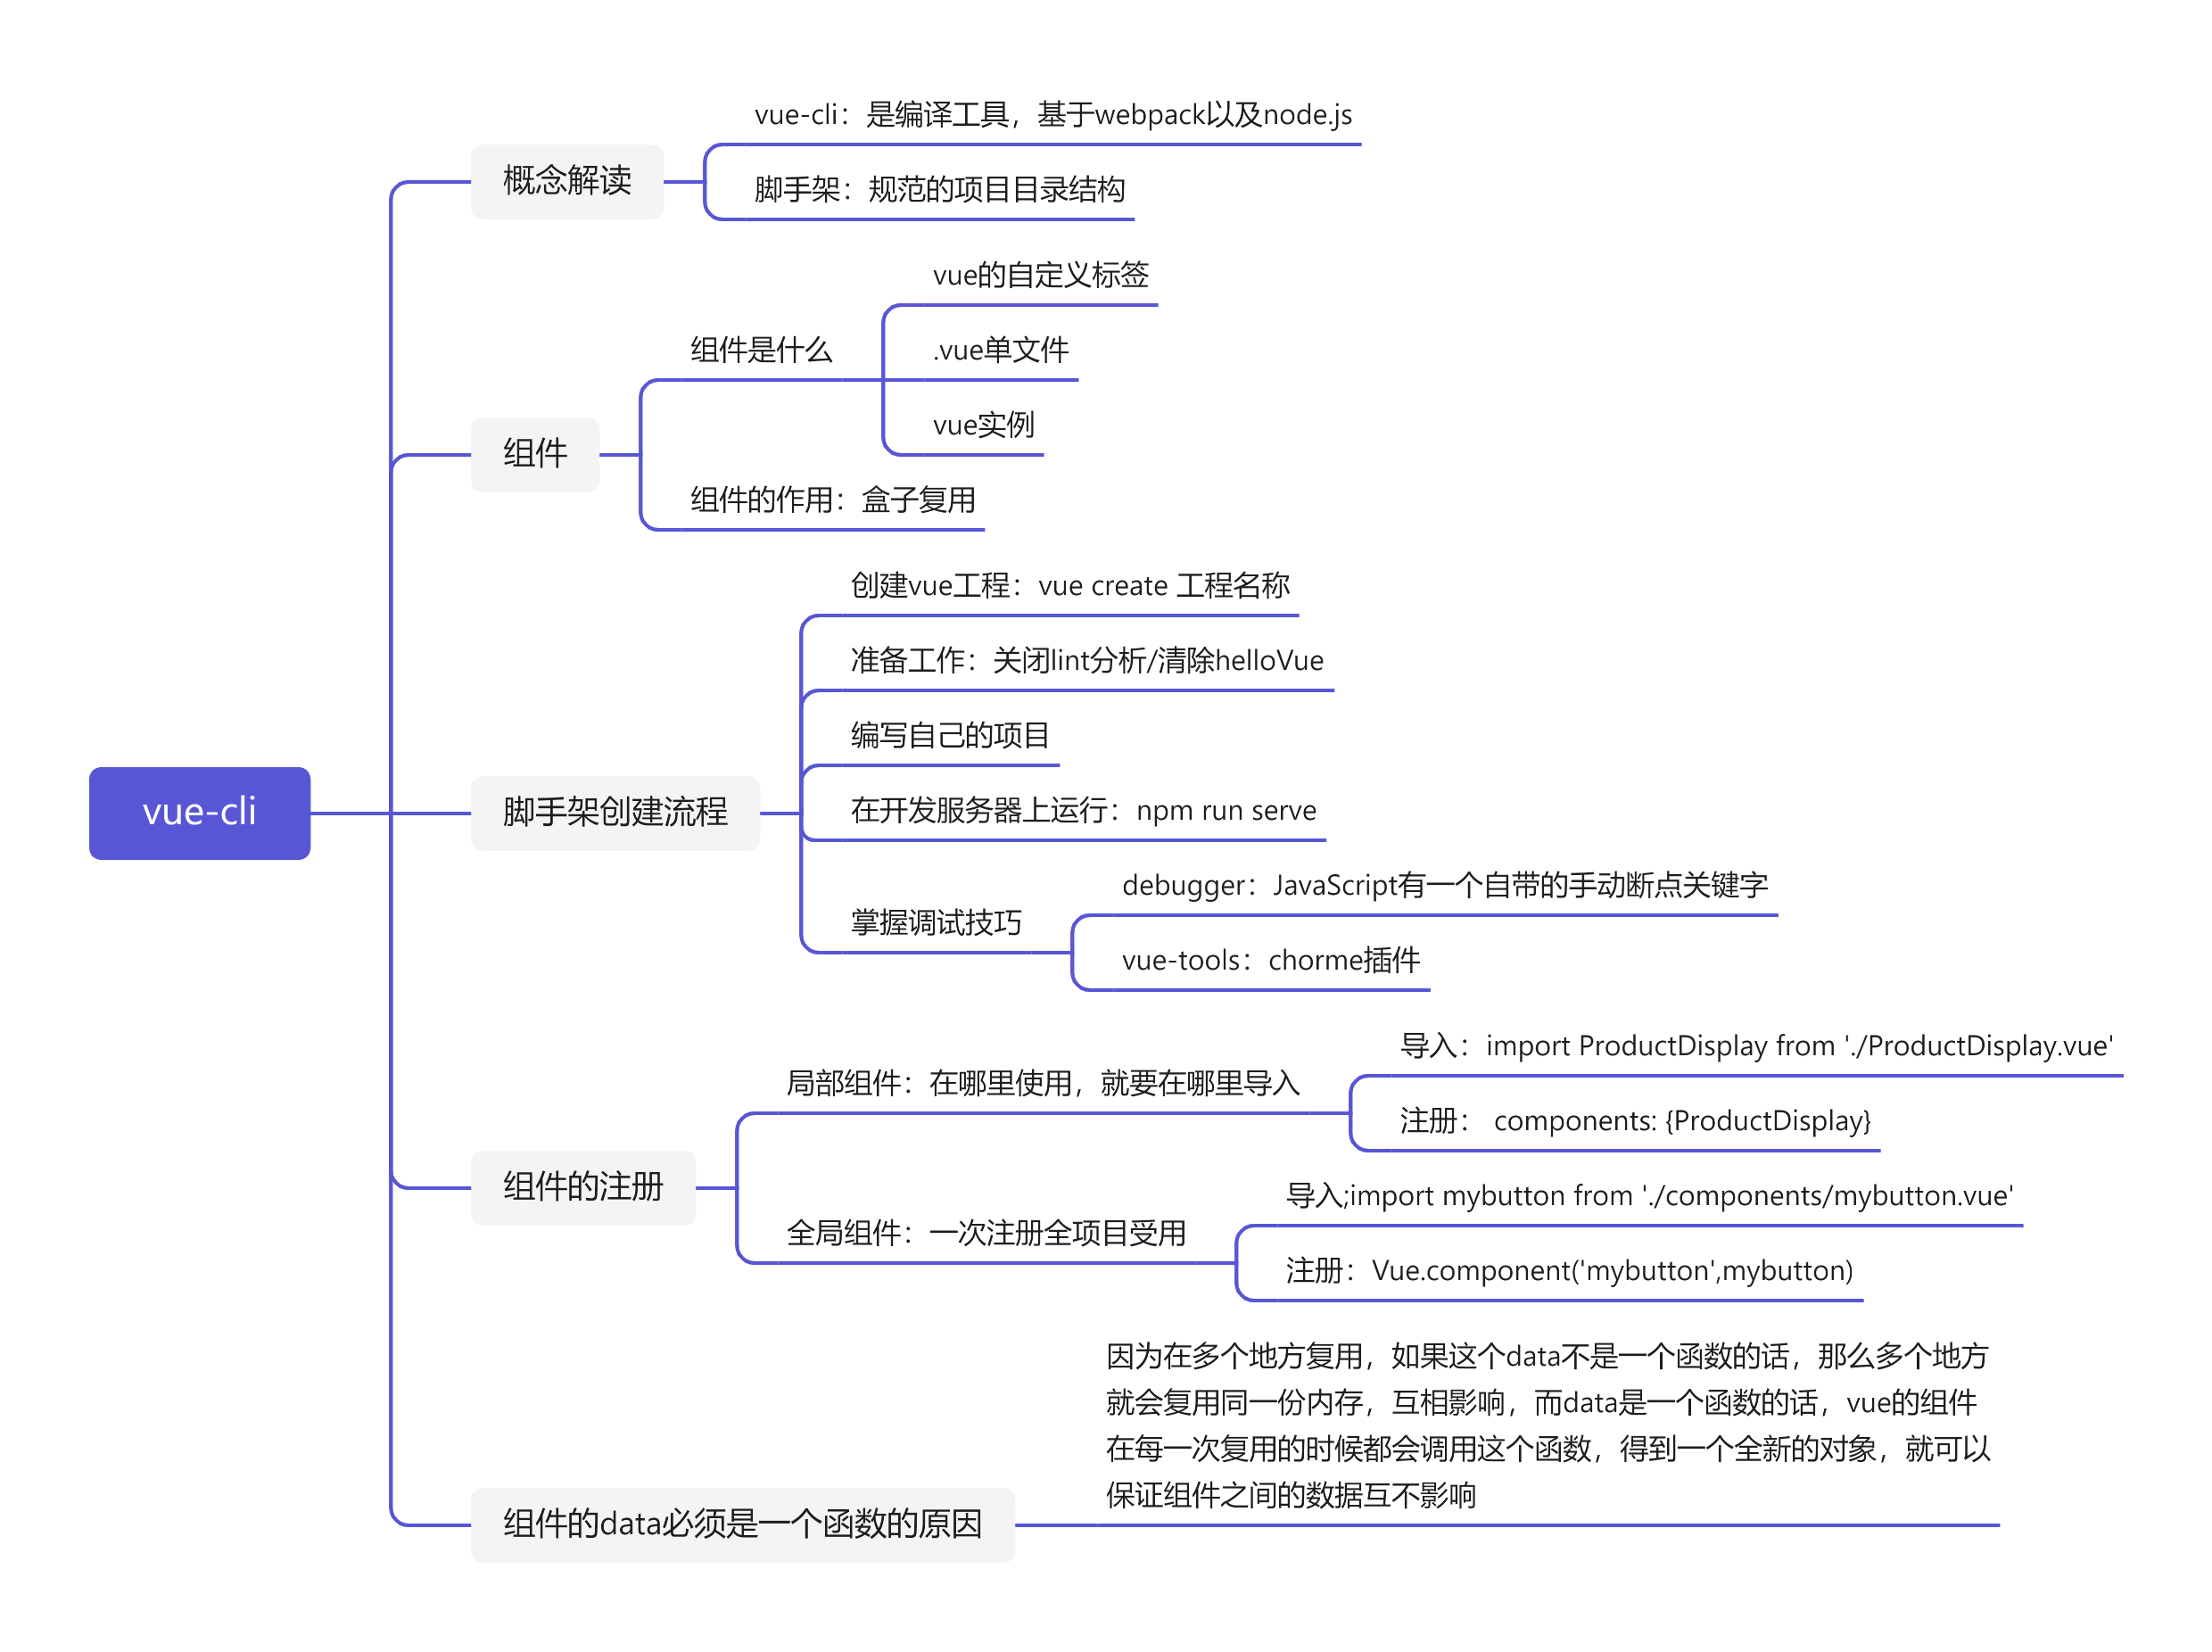 vue-cli
概念解读
vue-cli：是编译工具，基于webpack以及node.js
脚手架：规范的项目目录结构
组件
组件是什么
vue的自定义标签
.vue单文件
vue实例
组件的作用：盒子复用
脚手架创建流程
创建vue工程：vue create 工程名称
准备工作：关闭lint分析/清除helloVue
编写自己的项目
在开发服务器上运行：npm run serve
掌握调试技巧
debugger：JavaScript有一个自带的手动断点关键字
vue-tools：chorme插件
组件的注册
局部组件：在哪里使用，就要在哪里导入
导入：import ProductDisplay from './ProductDisplay.vue'
注册： components: {ProductDisplay}
全局组件：一次注册全项目受用
导入;import mybutton from './components/mybutton.vue'
注册：Vue.component('mybutton',mybutton)
组件的data必须是一个函数的原因
因为在多个地方复用，如果这个data不是一个函数的话，那么多个地方
就会复用同一份内存，互相影响，而data是一个函数的话，vue的组件
在每一次复用的时候都会调用这个函数，得到一个全新的对象，就可以
保证组件之间的数据互不影响